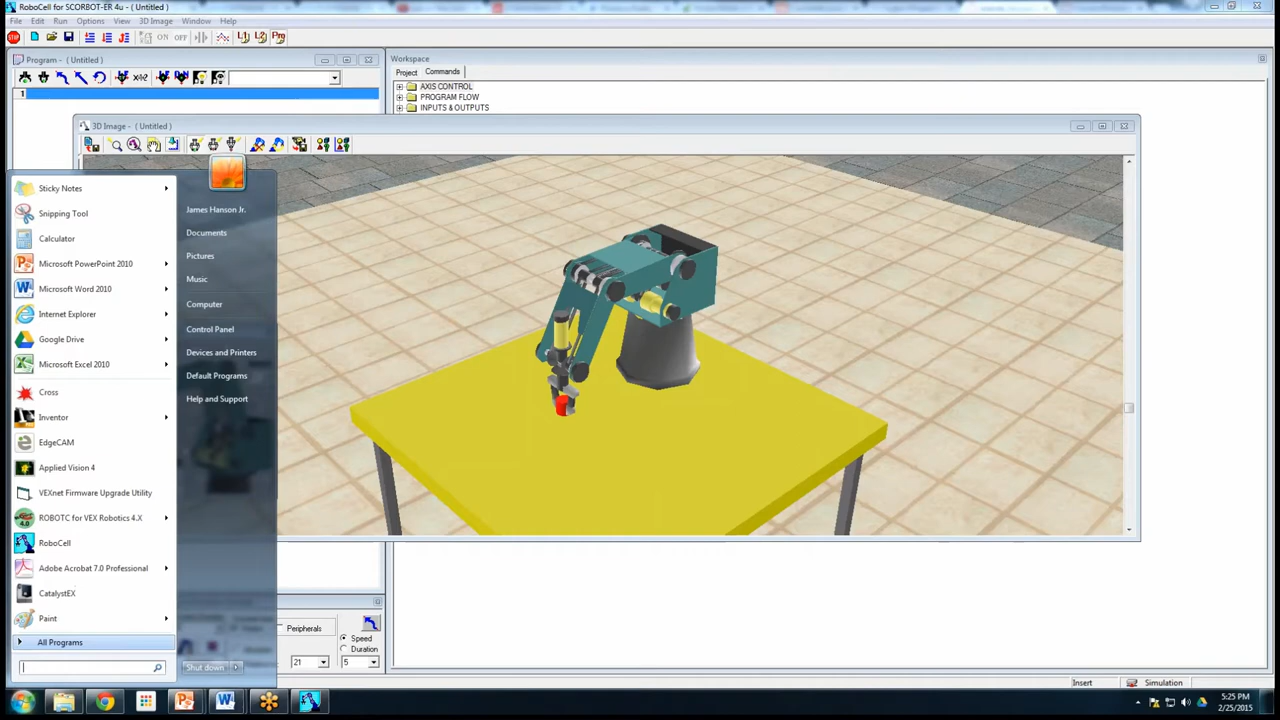 RoboCell for SCORBOT-ER 4u - (Untitled)
File Edit Run Options View 3D Image Window Help
STOP ON OFF Pro
Program - (Untitled)
1
Workspace
Project Commands
AXIS CONTROL
PROGRAM FLOW
INPUTS & OUTPUTS
3D Image - (Untitled)
Sticky Notes
Snipping Tool
Calculator
Microsoft PowerPoint 2010
Microsoft Word 2010
Internet Explorer
Google Drive
Microsoft Excel 2010
Cross
Inventor
EdgeCAM
Applied Vision 4
VEXnet Firmware Upgrade Utility
ROBOTC for VEX Robotics 4.X
RoboCell
Adobe Acrobat 7.0 Professional
CatalystEX
Paint
All Programs
James Hanson Jr.
Documents
Pictures
Music
Computer
Control Panel
Devices and Printers
Default Programs
Help and Support
Shut down
Peripherals
Speed
Duration
21
5
Insert
Simulation
5:25 PM
2/25/2015